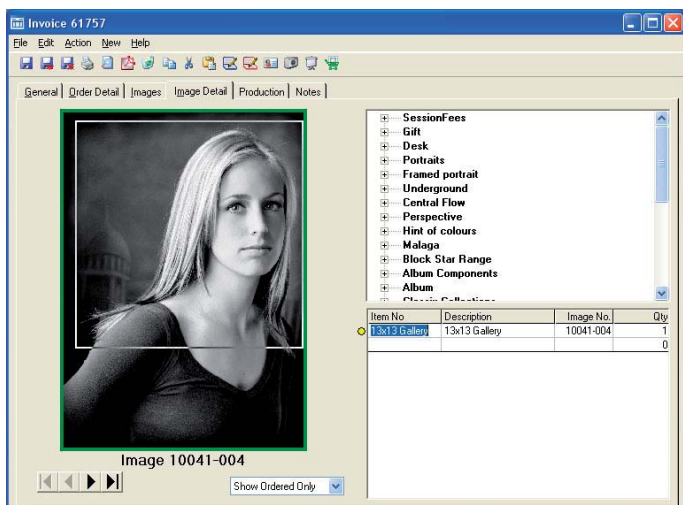 Invoice 61757
File Edit Action New Help
General Order Detail Images Image Detail Production Notes
SessionFees
Gift
Desk
Portraits
Framed portrait
Underground
Central Flow
Perspective
Hint of colours
Malaga
Block Star Range
Album Components
Album
Item No Description Image No. Qty
13x13 Gallery 13x13 Gallery 10041-004 1
0
Image 10041-004
Show Ordered Only